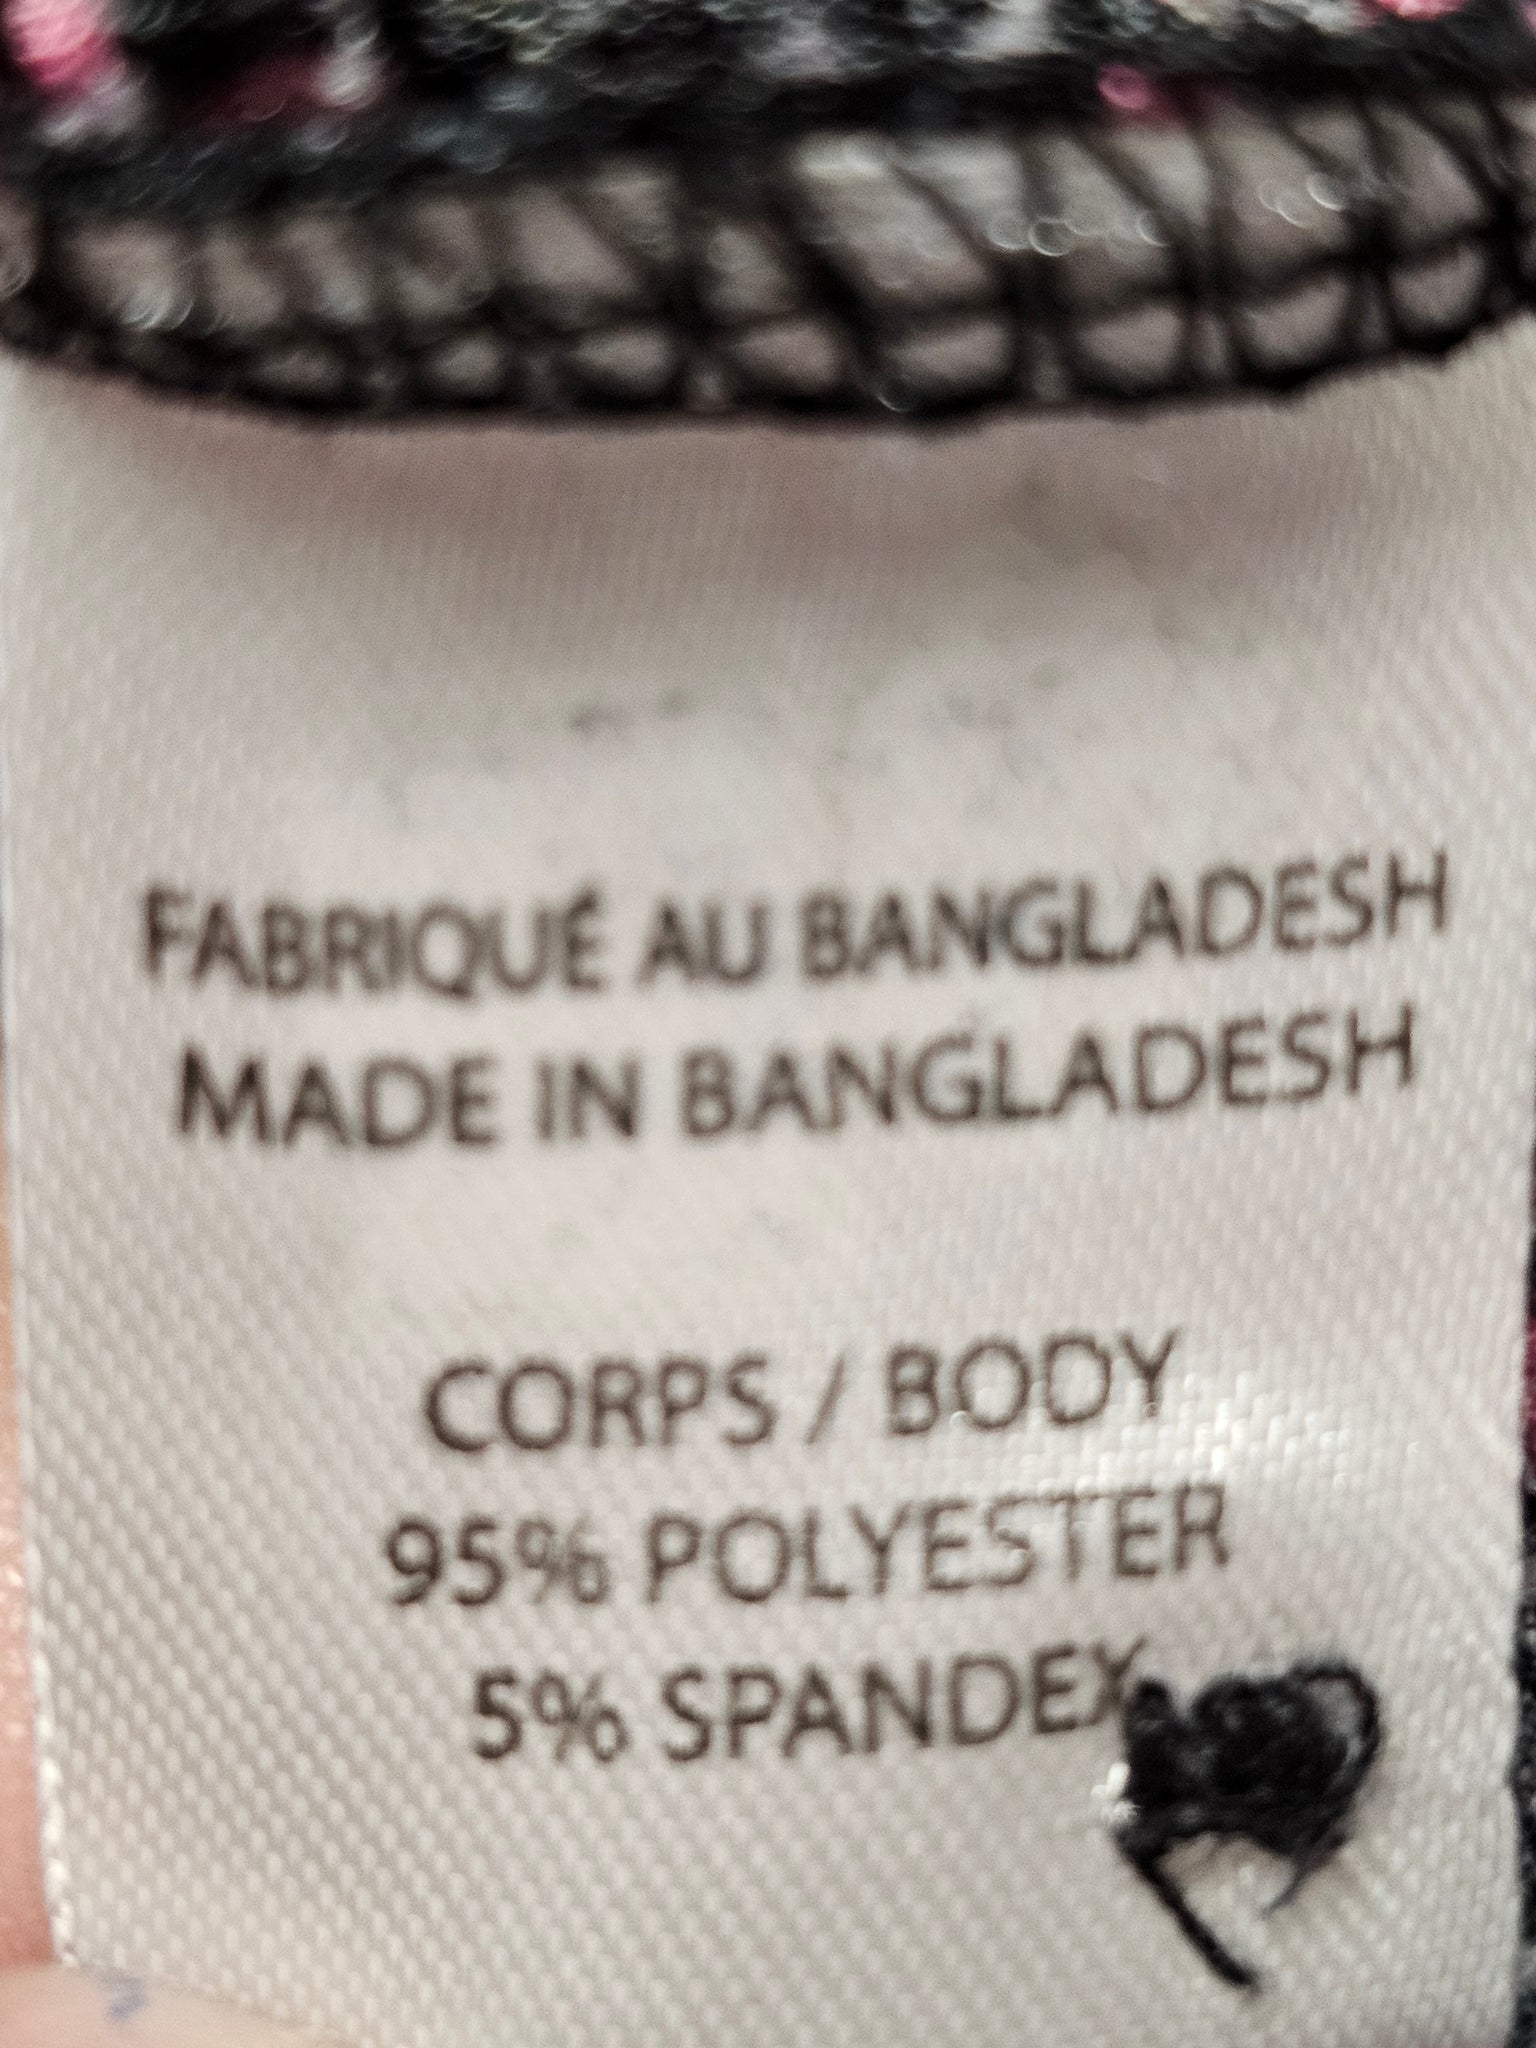 FABRIQUÉ AU BANGLADESH
MADE IN BANGLADESH
CORPS / BODY
95% POLYESTER
5% SPANDEX